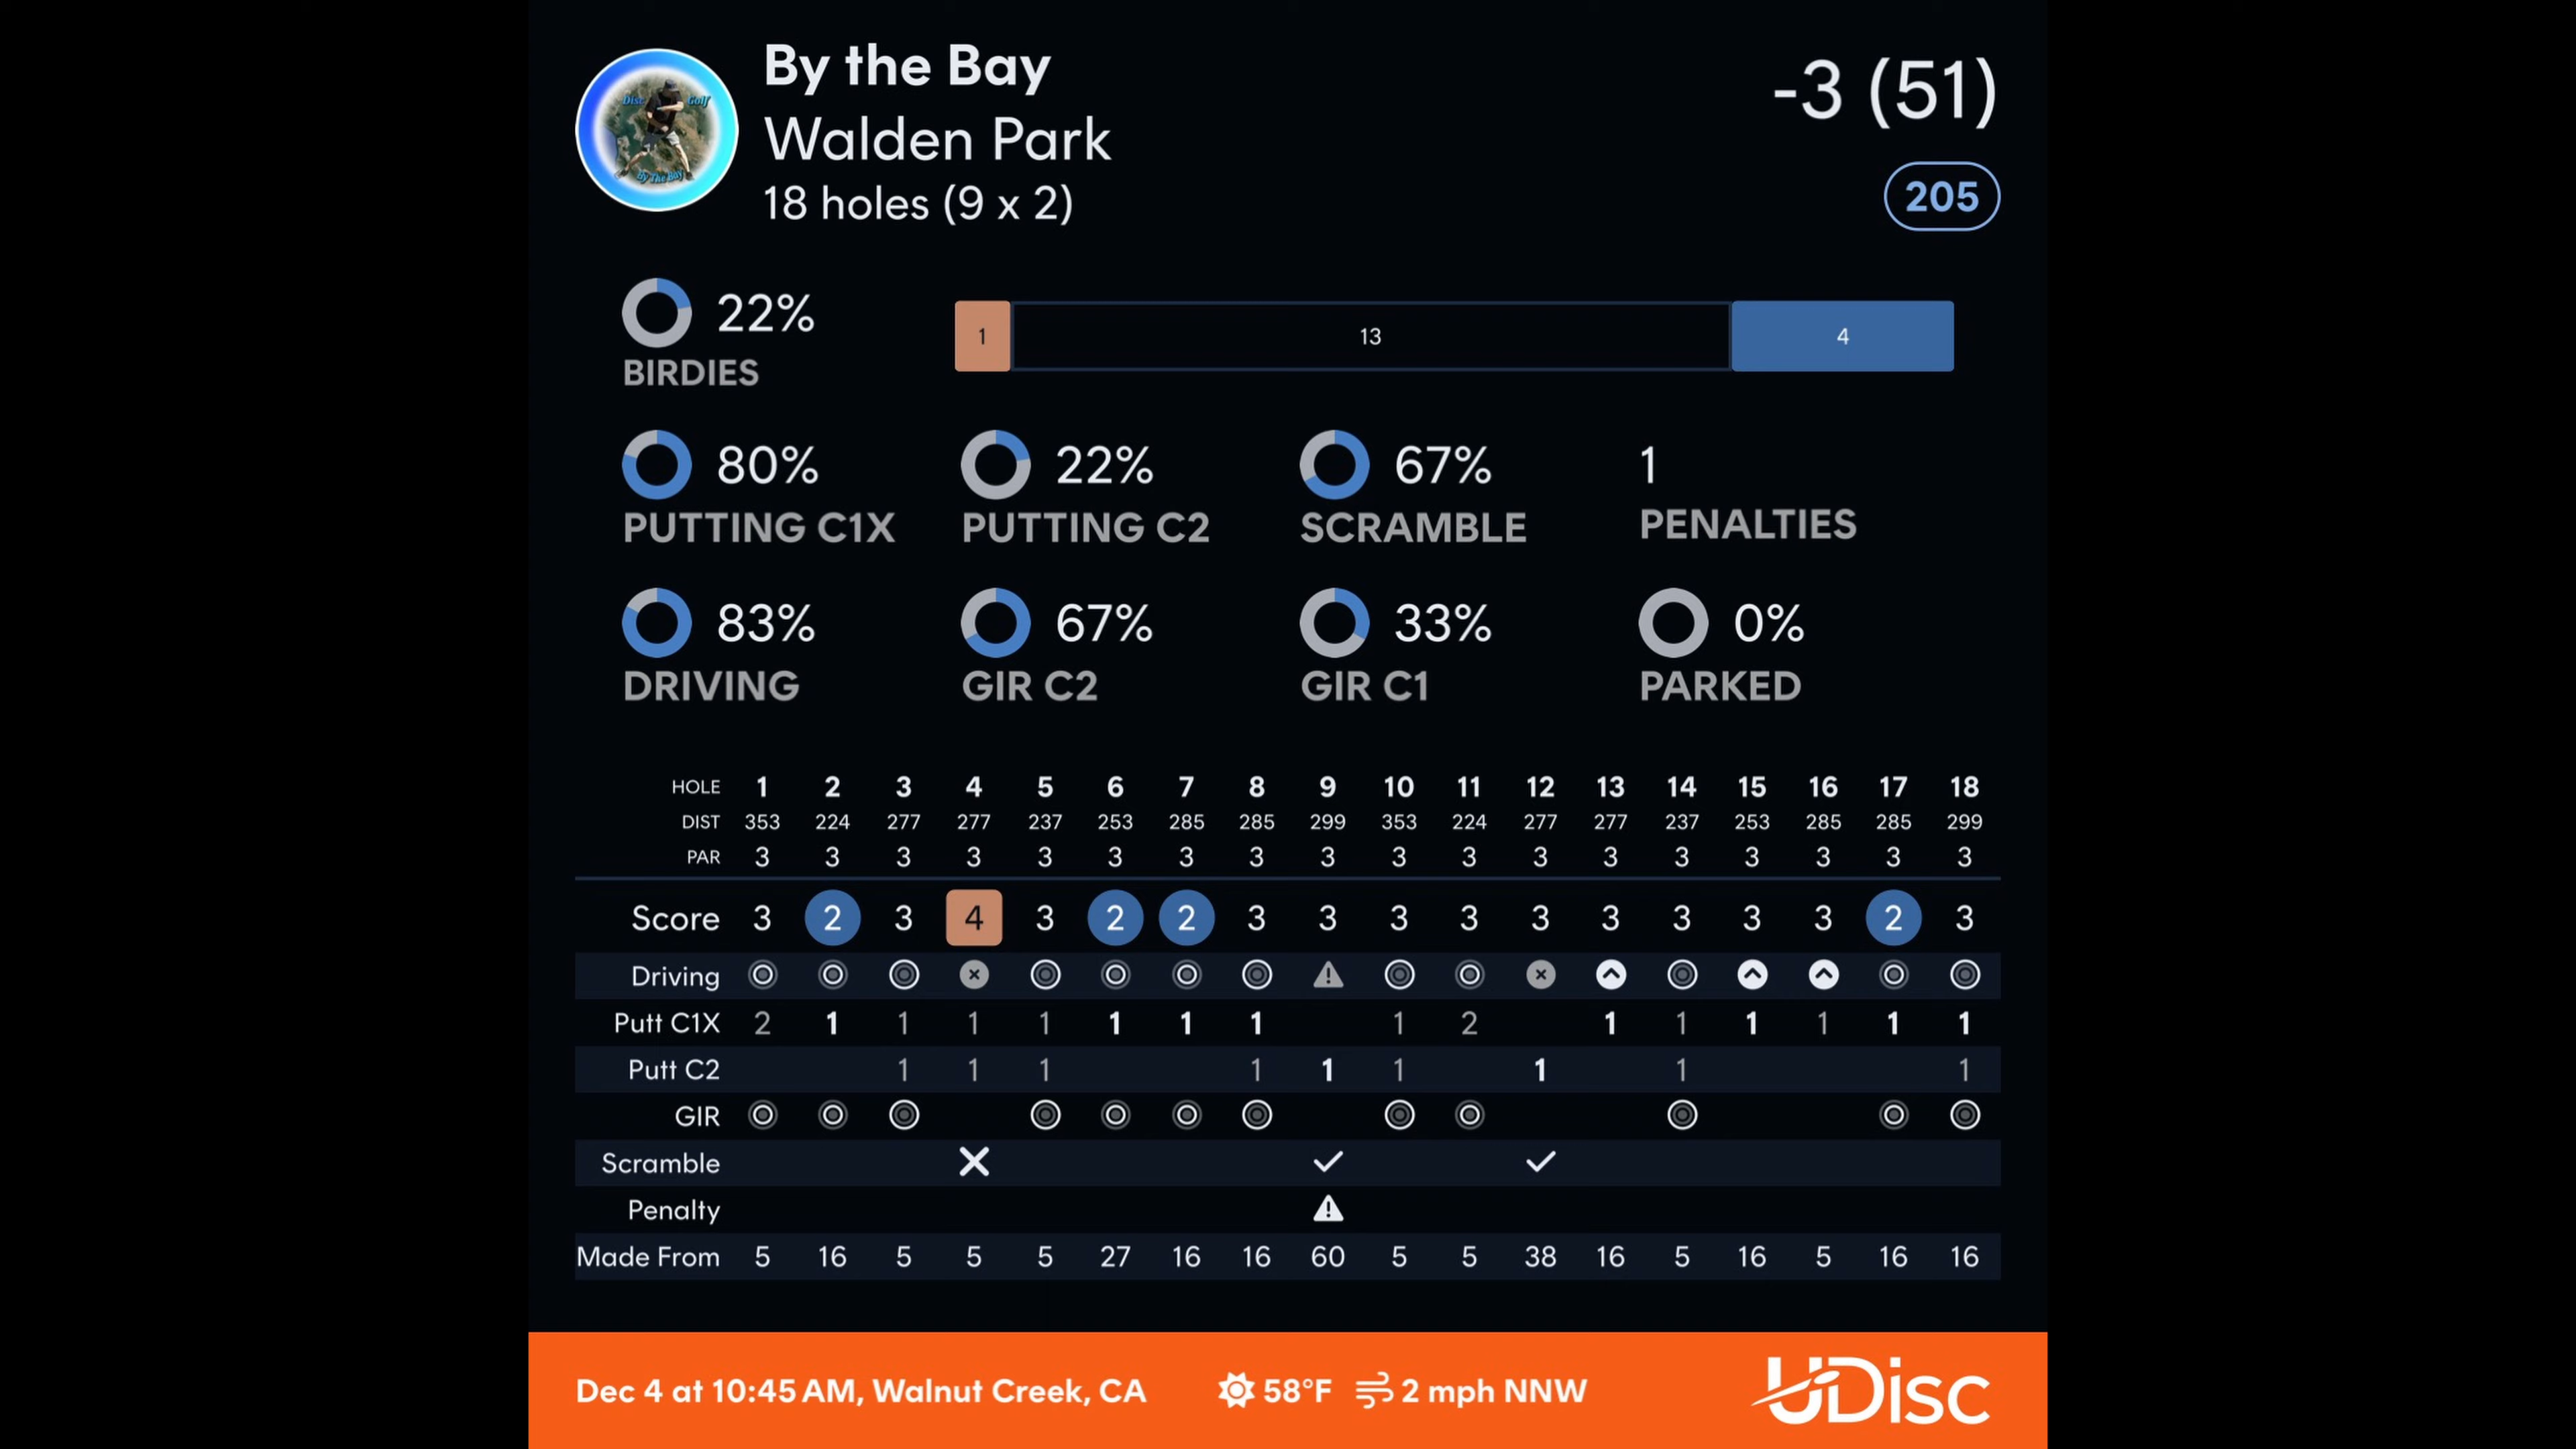 By the Bay
Walden Park
18 holes (9 x 2)
-3 (51)
205
Disc Golf
By The Bay
22%
BIRDIES
1 13 4
80% 22% 67% 1
PUTTING C1X PUTTING C2 SCRAMBLE PENALTIES
83% 67% 33% 0%
DRIVING GIR C2 GIR C1 PARKED
HOLE 1 2 3 4 5 6 7 8 9 10 11 12 13 14 15 16 17 18
DIST 353 224 277 277 237 253 285 285 299 353 224 277 277 237 253 285 285 299
PAR 3 3 3 3 3 3 3 3 3 3 3 3 3 3 3 3 3 3
Score 3 2 3 4 3 2 2 3 3 3 3 3 3 3 3 3 2 3
Driving
Putt C1X 2 1 1 1 1 1 1 1 1 2 1 1 1 1 1 1
Putt C2 1 1 1 1 1 1 1 1 1
GIR
Scramble
Penalty
Made From 5 16 5 5 5 27 16 16 60 5 5 38 16 5 16 5 16 16
Dec 4 at 10:45 AM, Walnut Creek, CA 58°F 2 mph NNW UDisc